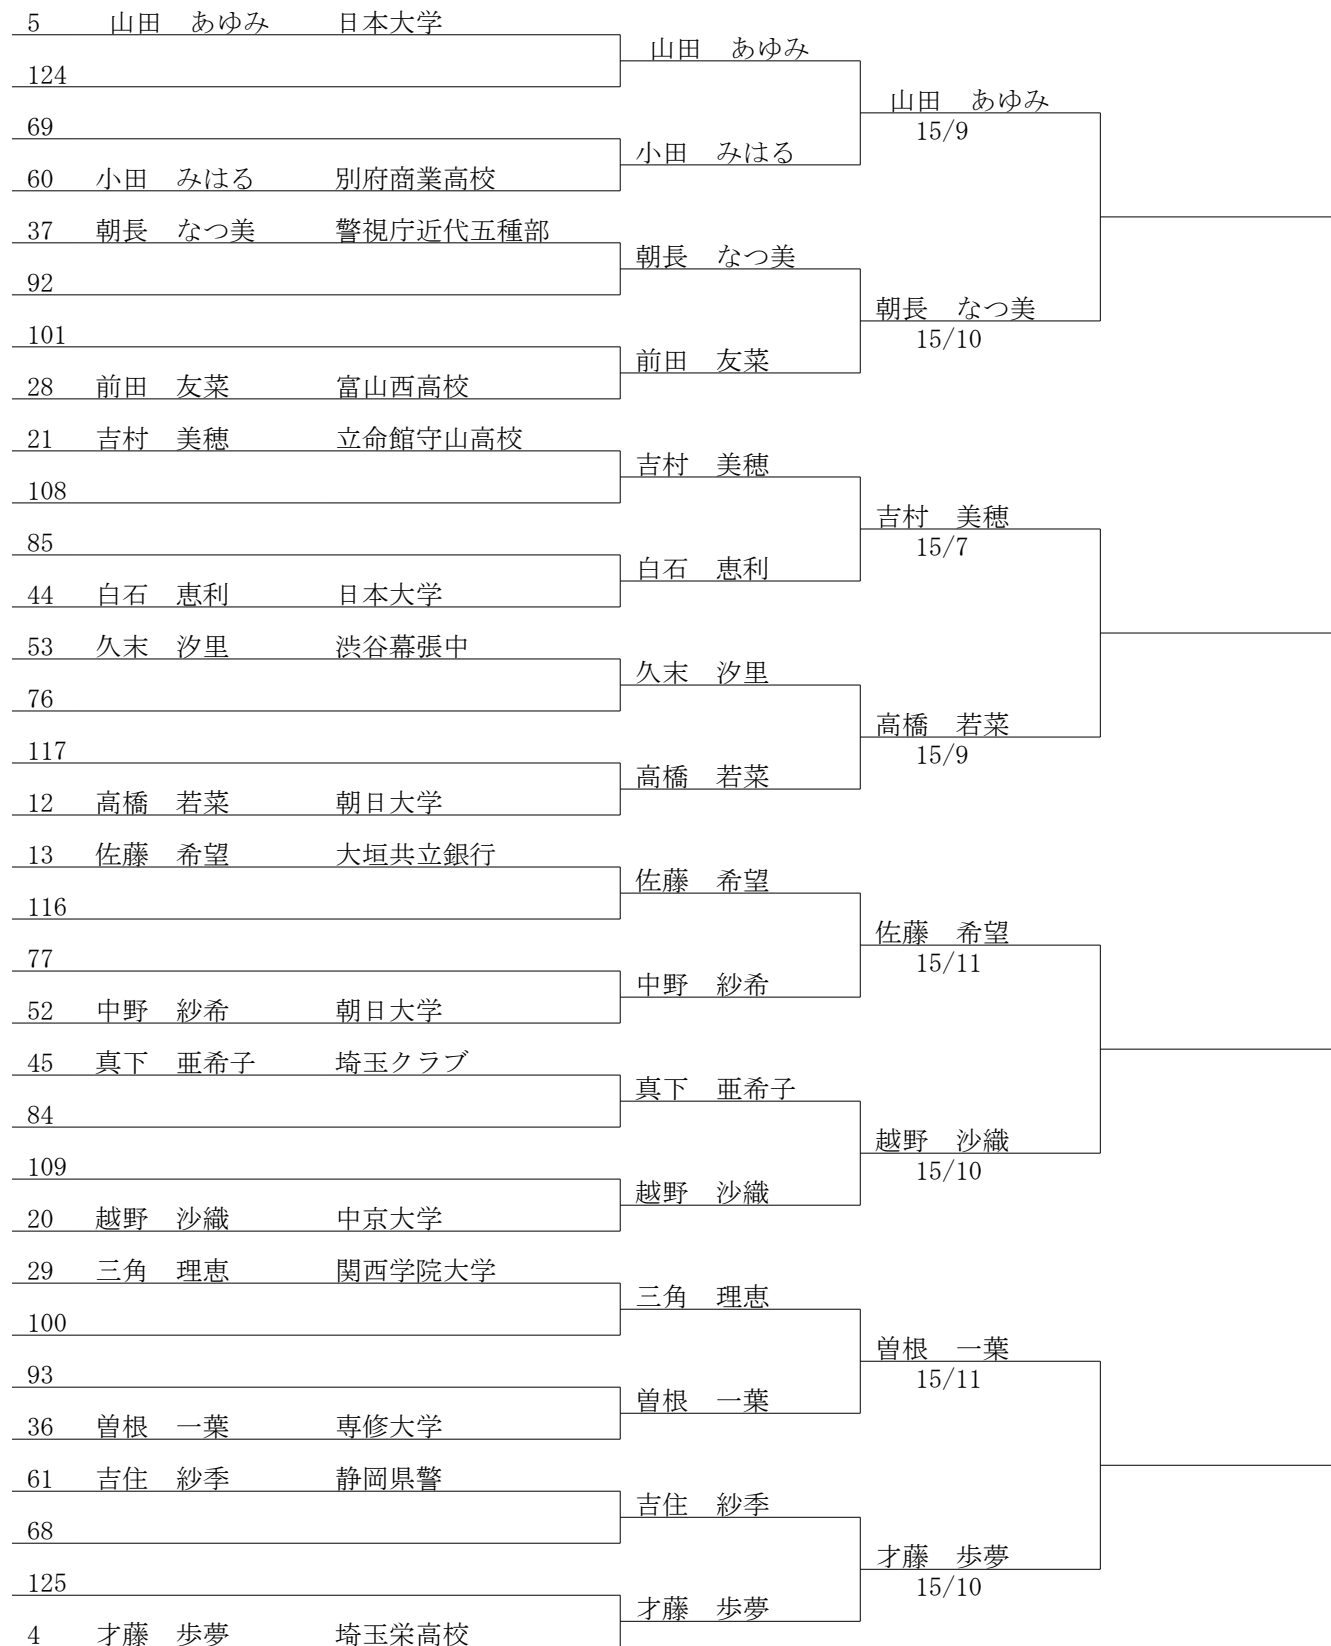 5 山田 あゆみ 日本大学
山田 あゆみ
124
山田 あゆみ
15/9
69
小田 みはる
60 小田 みはる 別府商業高校
37 朝長 なつ美 警視庁近代五種部
朝長 なつ美
92
朝長 なつ美
15/10
101
前田 友菜
28 前田 友菜 富山西高校
21 吉村 美穂 立命館守山高校
吉村 美穂
108
吉村 美穂
15/7
85
白石 恵利
44 白石 恵利 日本大学
53 久末 汐里 渋谷幕張中
久末 汐里
76
高橋 若菜
15/9
117
高橋 若菜
12 高橋 若菜 朝日大学
13 佐藤 希望 大垣共立銀行
佐藤 希望
116
佐藤 希望
15/11
77
中野 紗希
52 中野 紗希 朝日大学
45 真下 亜希子 埼玉クラブ
真下 亜希子
84
越野 沙織
15/10
109
越野 沙織
20 越野 沙織 中京大学
29 三角 理恵 関西学院大学
三角 理恵
100
曽根 一葉
15/11
93
曽根 一葉
36 曽根 一葉 専修大学
61 吉住 紗季 静岡県警
吉住 紗季
68
才藤 歩夢
15/10
125
才藤 歩夢
4 才藤 歩夢 埼玉栄高校